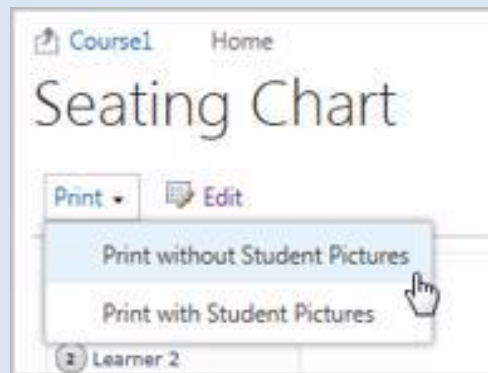 Course1 Home
Seating Chart
Print Edit
Print without Student Pictures
Print with Student Pictures
2 Learner 2